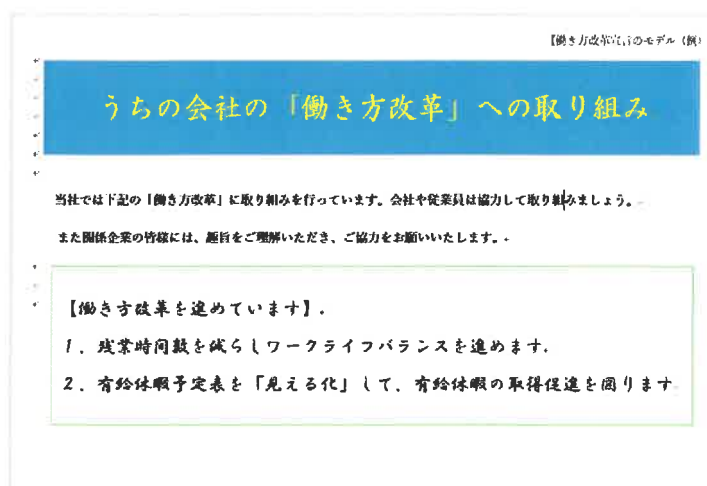 【働き方改革宣言のモデル（例）
うちの会社の「働き方改革」への取り組み
当社では下記の「働き方改革」に取り組みを行っています。会社や従業員は協力して取り組みましょう。
また関係企業の皆様には、趣旨をご理解いただき、ご協力をお願いいたします。
【働き方改革を進めています】.
1．残業時間数を減らしワークライフバランスを進めます.
2．有給休暇予定表を「見える化」して、有給休暇の取得促進を図ります